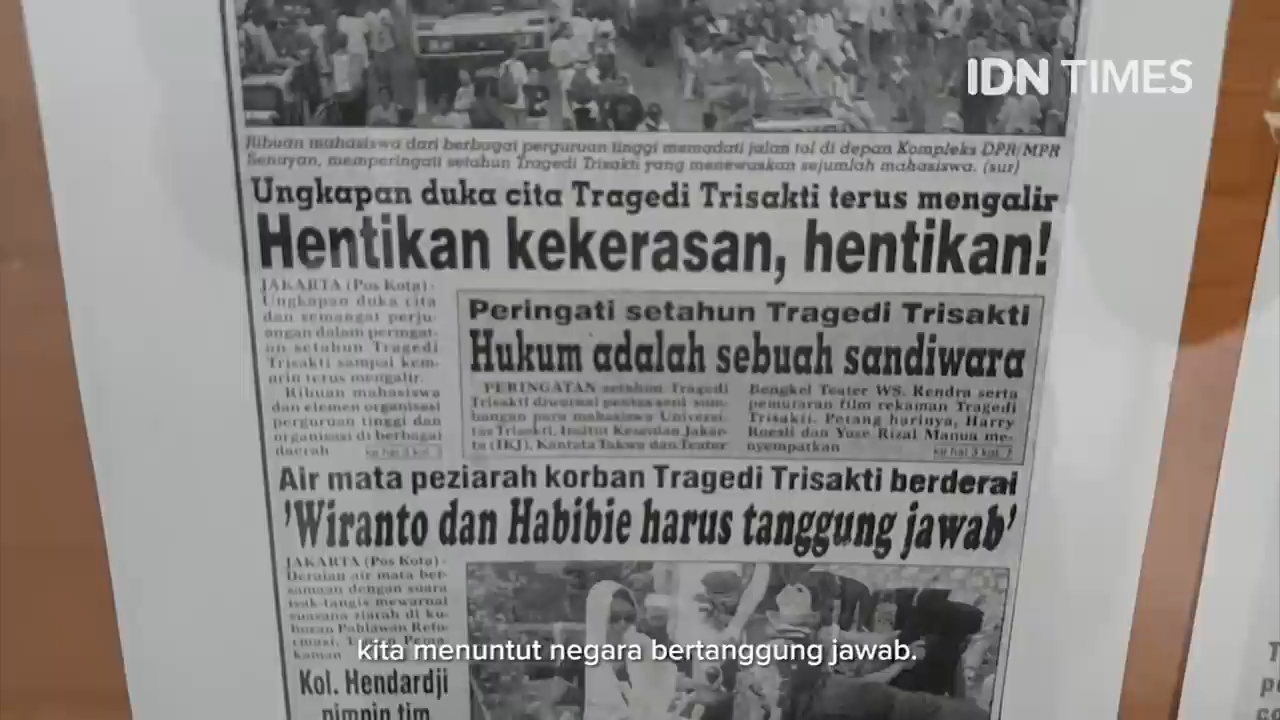 IDN TIMES
Ribuan mahasiswa dari berbagai perguruan tinggi memadati jalan tol di depan Kompleks DPR/MPR
Senayan, memperingati setahun Tragedi Trisakti yang menewaskan sejumlah mahasiswa. (sur)
Ungkapan duka cita Tragedi Trisakti terus mengalir
Hentikan kekerasan, hentikan!
JAKARTA (Pos Kota) -
Ungkapan duka cita
dan semangat perju-
angan dalam peringat-
an setahun Tragedi
Trisakti sampai kem-
arin terus mengalir.
Ribuan mahasiswa
dan elemen organisasi
perguruan tinggi dan
organisasi di berbagai
daerah
Peringati setahun Tragedi Trisakti
Hukum adalah sebuah sandiwara
PERINGATAN setahun Tragedi
Trisakti diwarnai pentas seni sum-
bangan para mahasiswa Universi-
tas Trisakti, Institut Kesenian Jakar-
ta (IKJ), Kantata Takwa dan Teater
Bengkel Teater WS. Rendra serta
pemutaran film rekaman Tragedi
Trisakti. Petang harinya, Harry
Roesli dan Yose Rizal Manua me-
nyempatkan
Air mata peziarah korban Tragedi Trisakti berderai
'Wiranto dan Habibie harus tanggung jawab'
JAKARTA (Pos Kota) -
Deraian air mata ber-
samaan dengan suara
isak-tangis mewarnai
suasana ziarah di ku-
buran Pahlawan Refor-
masi,
kaman
kita menuntut negara bertanggung jawab.
Kol. Hendardji
pimpin tim